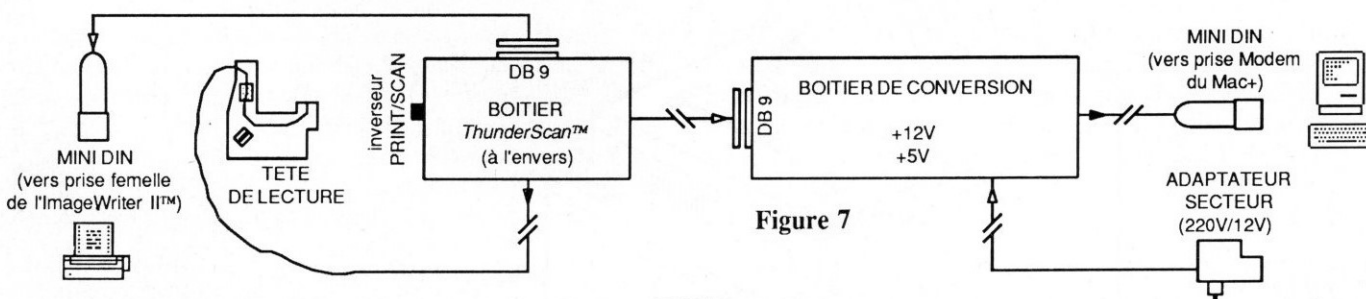 MINI DIN
(vers prise femelle
de l'ImageWriter II™)
TETE
DE LECTURE
inverseur
PRINT/SCAN
DB 9
BOITIER
ThunderScan™
(à l'envers)
DB 9
BOITIER DE CONVERSION
+12V
+5V
Figure 7
MINI DIN
(vers prise Modem
du Mac+)
ADAPTATEUR
SECTEUR
(220V/12V)